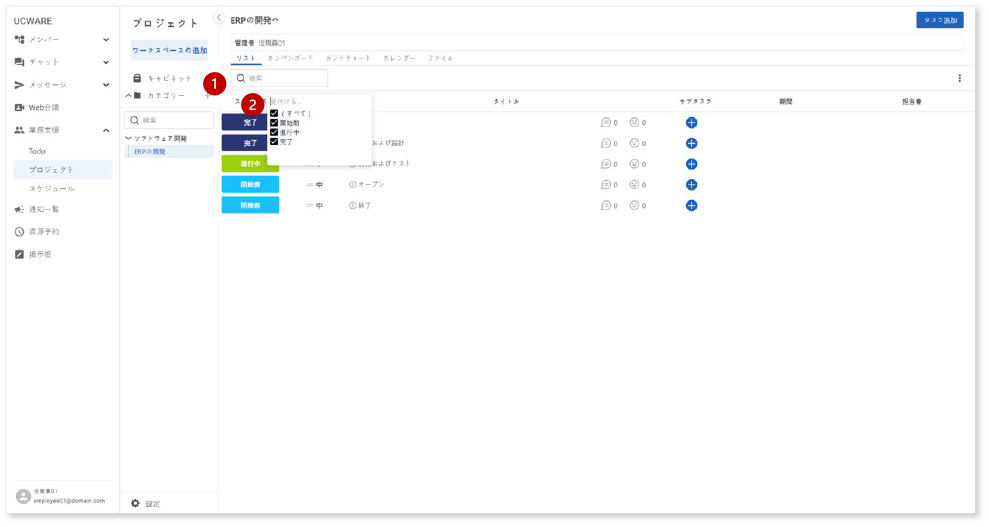 UCWARE
メンバー
チャット
メッセージ
Web会議
業務支援
Todo
プロジェクト
スケジュール
通知一覧
資源予約
掲示板
役職員01
employee01@domain.com
プロジェクト
ワークスペースの追加
キャビネット
カテゴリー
検索
ソフトウェア開発
ERPの開発
設定
ERPの開発へ
タスク追加
管理者 役職員01
リスト カンバンボード ガントチャート カレンダー ファイル
検索
1
2
タイトル サブタスク 期間 担当者
見付ける...
(すべて)
開始前
進行中
完了
完了 0 0
完了 および設計 0 0
進行中 およびテスト 0 0
開始前 中 オープン 0 0
開始前 中 終了 0 0